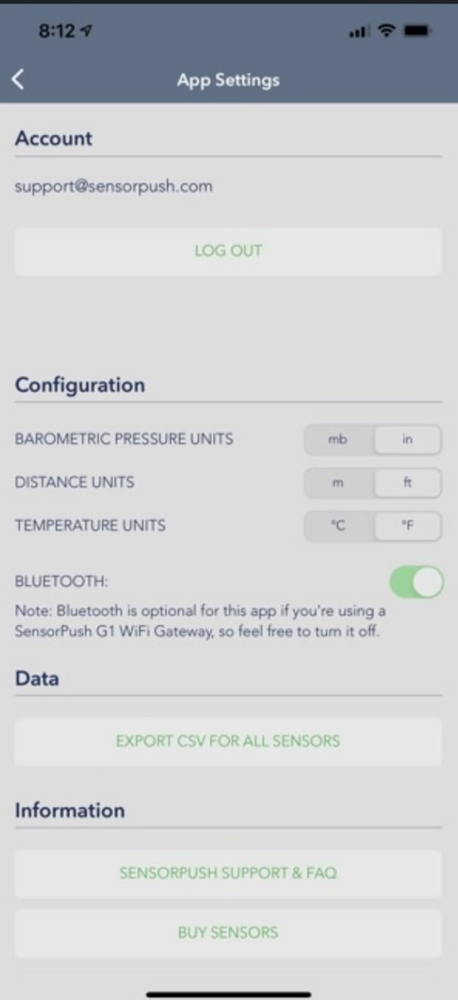 8:12
App Settings
Account
support@sensorpush.com
LOG OUT
Configuration
BAROMETRIC PRESSURE UNITS mb in
DISTANCE UNITS m ft
TEMPERATURE UNITS °C °F
BLUETOOTH:
Note: Bluetooth is optional for this app if you're using a
SensorPush G1 WiFi Gateway, so feel free to turn it off.
Data
EXPORT CSV FOR ALL SENSORS
Information
SENSORPUSH SUPPORT & FAQ
BUY SENSORS